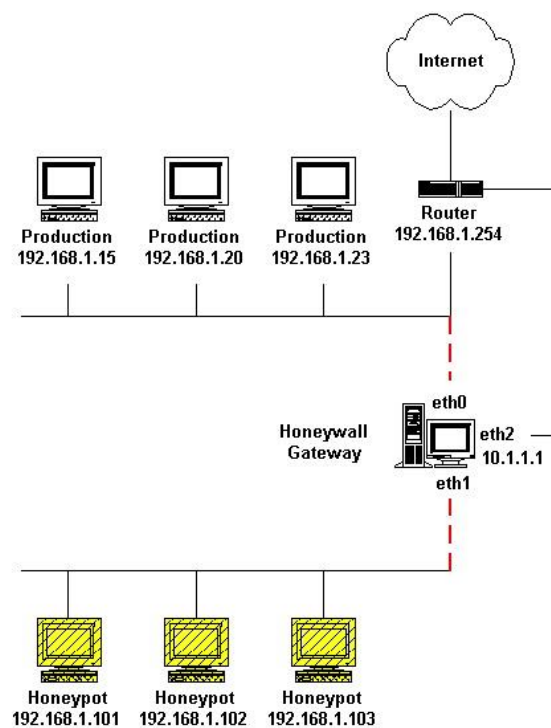 Internet
Router
192.168.1.254
Production
192.168.1.15
Production
192.168.1.20
Production
192.168.1.23
eth0
Honeywall
Gateway
eth2
10.1.1.1
eth1
Honeypot
192.168.1.101
Honeypot
192.168.1.102
Honeypot
192.168.1.103